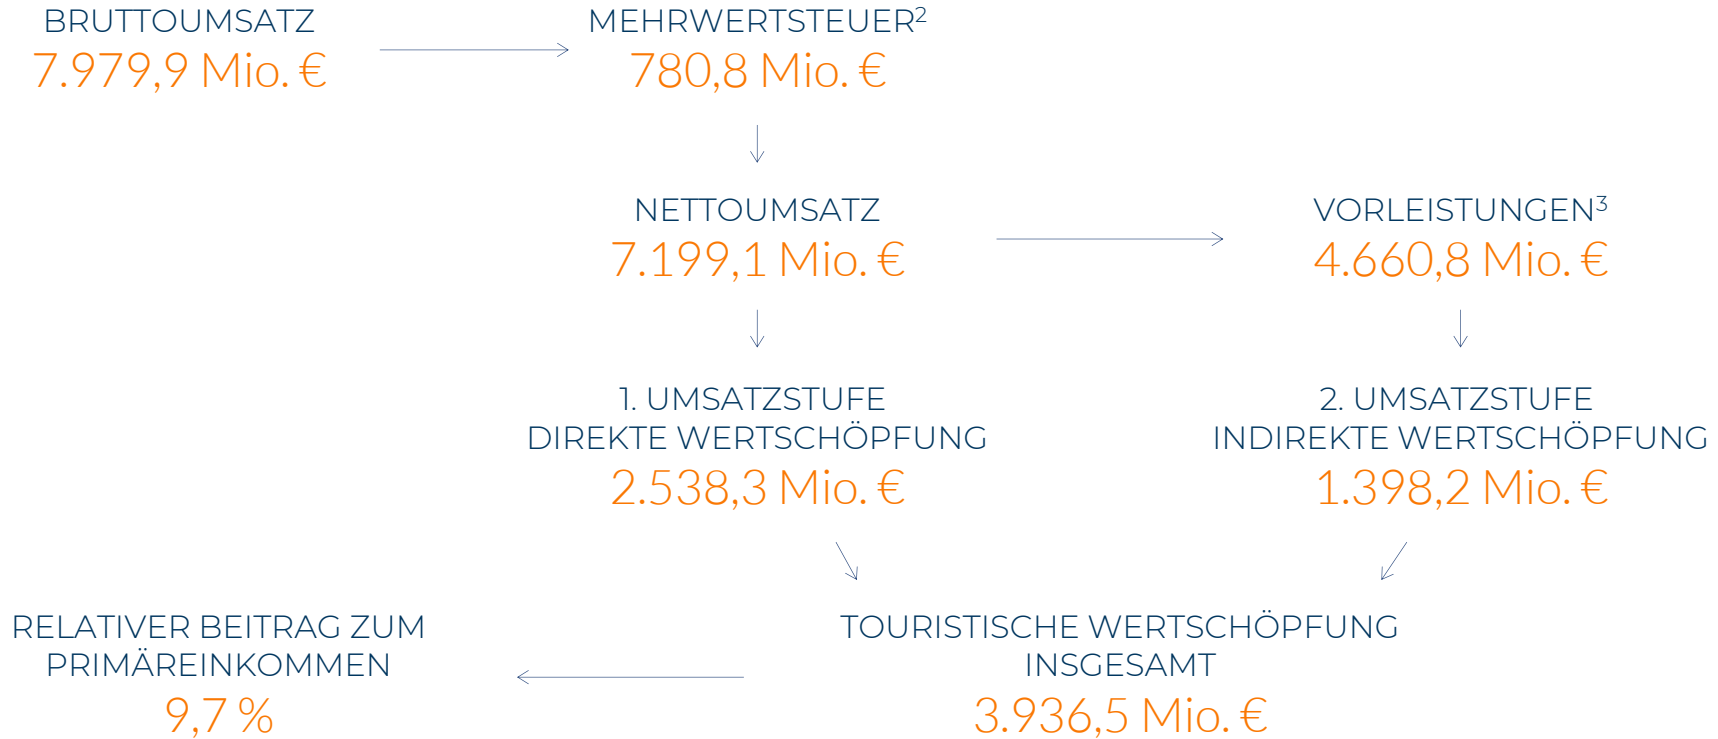 BRUTTOUMSATZ
7.979,9 Mio. €
MEHRWERTSTEUER²
780,8 Mio. €
NETTOUMSATZ
7.199,1 Mio. €
VORLEISTUNGEN³
4.660,8 Mio. €
1. UMSATZSTUFE
DIREKTE WERTSCHÖPFUNG
2.538,3 Mio. €
2. UMSATZSTUFE
INDIREKTE WERTSCHÖPFUNG
1.398,2 Mio. €
RELATIVER BEITRAG ZUM
PRIMÄREINKOMMEN
9,7 %
TOURISTISCHE WERTSCHÖPFUNG
INSGESAMT
3.936,5 Mio. €